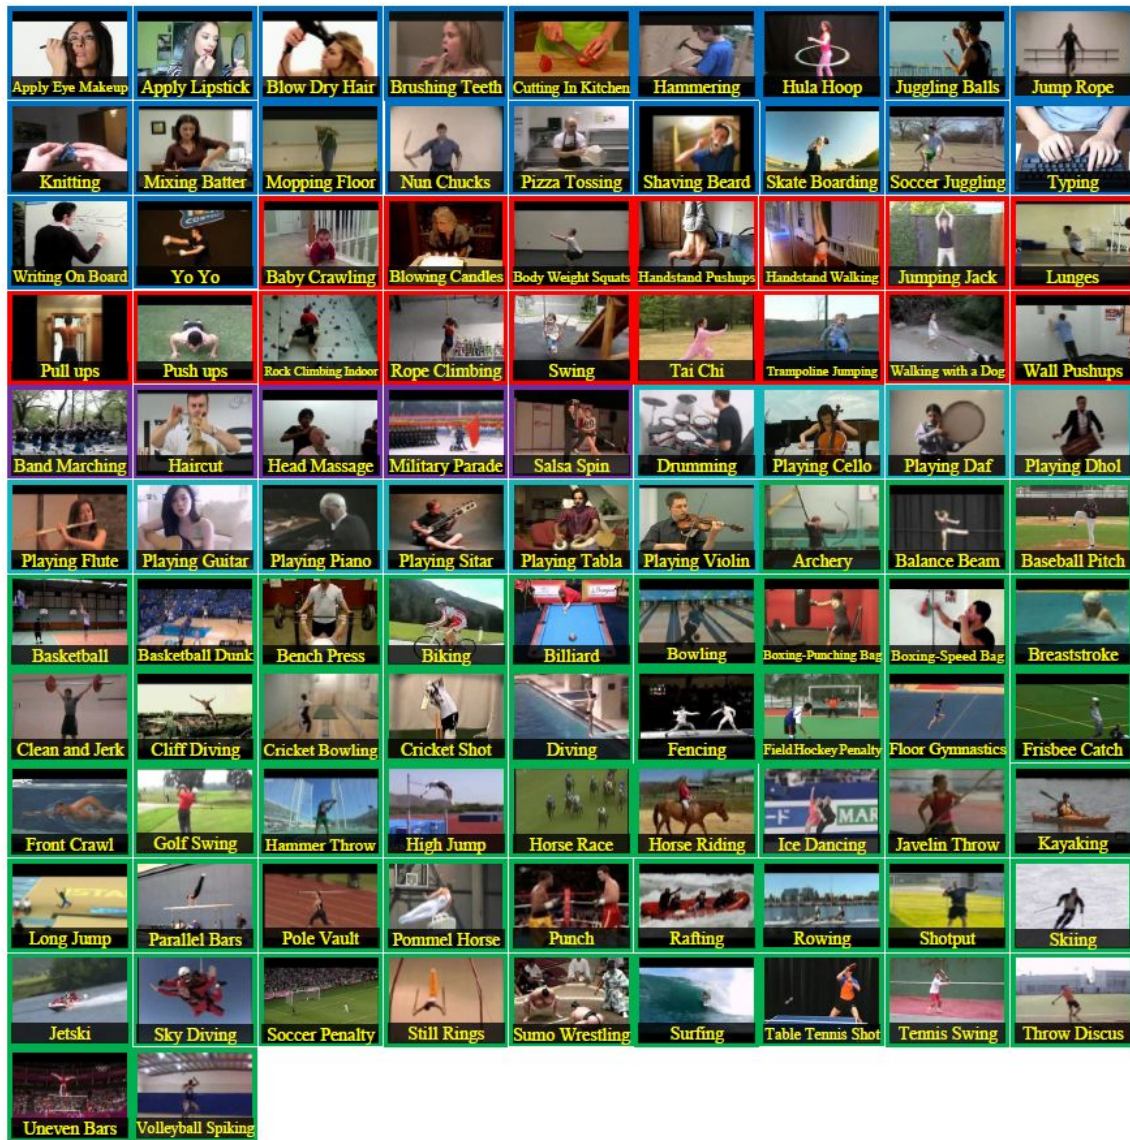 Apply Eye Makeup
Apply Lipstick
Blow Dry Hair
Brushing Teeth
Cutting In Kitchen
Hammering
Hula Hoop
Juggling Balls
Jump Rope
Knitting
Mixing Batter
Mopping Floor
Nun Chucks
Pizza Tossing
Shaving Beard
Skate Boarding
Soccer Juggling
Typing
Writing On Board
Yo Yo
Baby Crawling
Blowing Candles
Body Weight Squats
Handstand Pushups
Handstand Walking
Jumping Jack
Lunges
Pull ups
Push ups
Rock Climbing Indoor
Rope Climbing
Swing
Tai Chi
Trampoline Jumping
Walking with a Dog
Wall Pushups
Band Marching
Haircut
Head Massage
Military Parade
Salsa Spin
Drumming
Playing Cello
Playing Daf
Playing Dhol
Playing Flute
Playing Guitar
Playing Piano
Playing Sitar
Playing Tabla
Playing Violin
Archery
Balance Beam
Baseball Pitch
Basketball
Basketball Dunk
Bench Press
Biking
Billiard
Bowling
Boxing-Punching Bag
Boxing-Speed Bag
Breaststroke
Clean and Jerk
Cliff Diving
Cricket Bowling
Cricket Shot
Diving
Fencing
Field Hockey Penalty
Floor Gymnastics
Frisbee Catch
Front Crawl
Golf Swing
Hammer Throw
High Jump
Horse Race
Horse Riding
MAR
Ice Dancing
Javelin Throw
Kayaking
Long Jump
Parallel Bars
Pole Vault
Pommel Horse
Punch
Rafting
Rowing
Shotput
Skiing
Jetski
Sky Diving
Soccer Penalty
Still Rings
Sumo Wrestling
Surfing
Table Tennis Shot
Tennis Swing
Throw Discus
Uneven Bars
Volleyball Spiking